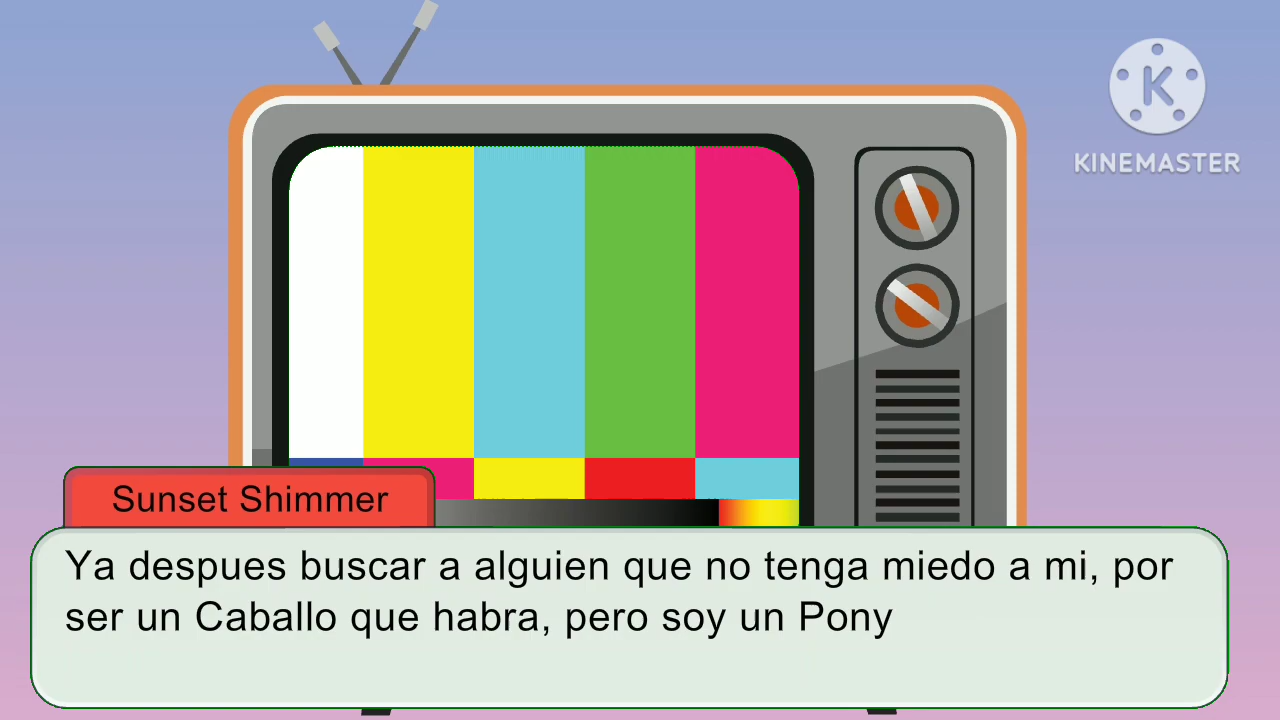 K
KINEMASTER
Sunset Shimmer
Ya despues buscar a alguien que no tenga miedo a mi, por
ser un Caballo que habra, pero soy un Pony